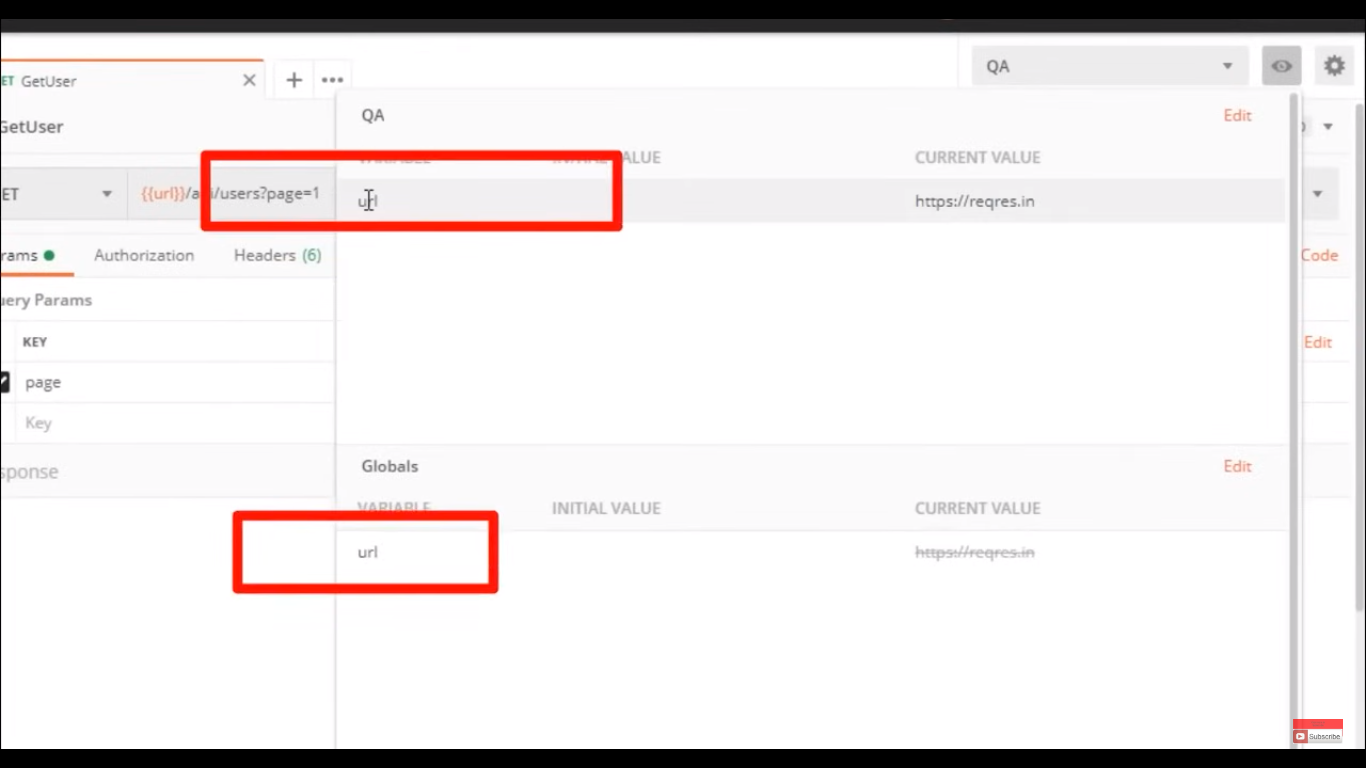 ET GetUser
QA
GetUser
QA Edit
VARIABLE INITIAL VALUE CURRENT VALUE
ET {{url}}/api/users?page=1 url https://reqres.in
rams Authorization Headers (6) Code
uery Params
KEY Edit
page
Key
Globals Edit
sponse
VARIABLE INITIAL VALUE CURRENT VALUE
url https://reqres.in
Subscribe